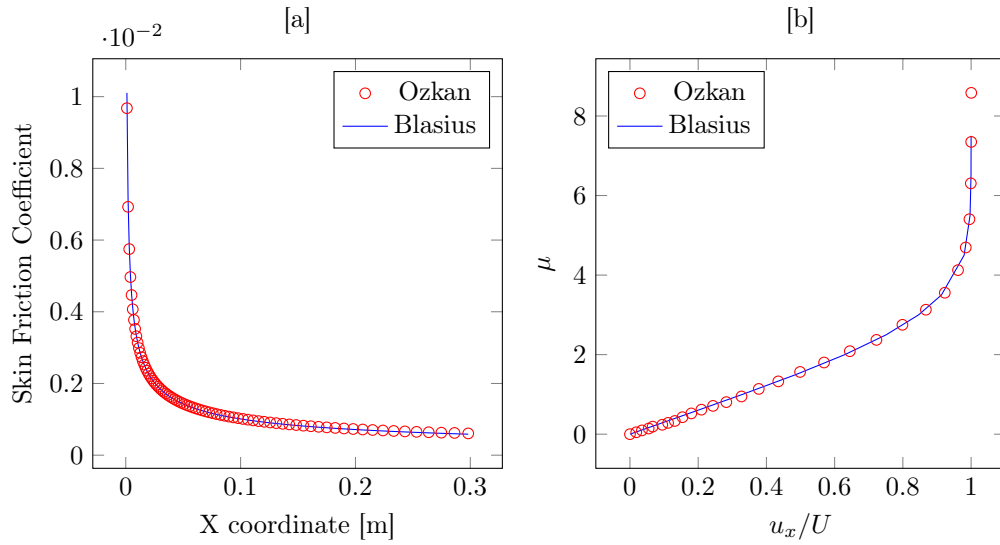 [a]
·10⁻²
Ozkan
Blasius
1
0.8
0.6
0.4
0.2
0
Skin Friction Coefficient
0 0.1 0.2 0.3
X coordinate [m]
[b]
Ozkan
Blasius
8
6
4
2
0
μ
0 0.2 0.4 0.6 0.8 1
uₓ/U